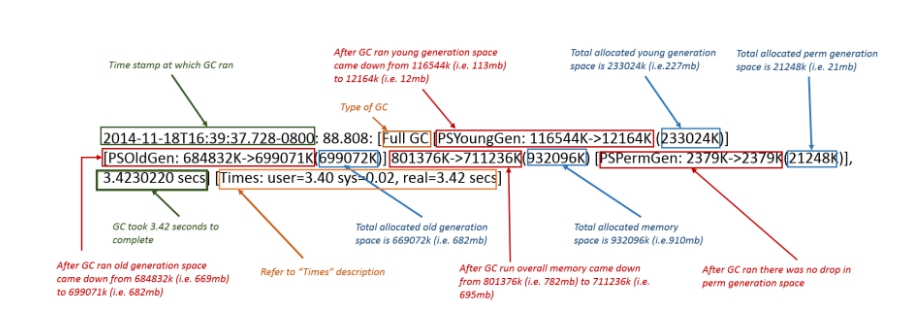 After GC ran young generation space
came down from 116544k (i.e. 113mb)
to 12164k (i.e. 12mb)
Total allocated young generation
space is 233024k (i.e.227mb)
Total allocated perm generation
space is 21248k (i.e. 21mb)
Time stamp at which GC ran
Type of GC
2014-11-18T16:39:37.728-0800: 88.808: [Full GC [PSYoungGen: 116544K->12164K(233024K)]
[PSOldGen: 684832K->699071K(699072K)] 801376K->711236K(932096K) [PSPermGen: 2379K->2379K(21248K)],
3.4230220 secs] [Times: user=3.40 sys=0.02, real=3.42 secs]
GC took 3.42 seconds to
complete
Total allocated old generation
space is 669072k (i.e. 682mb)
Total allocated memory
space is 932096k (i.e.910mb)
After GC ran old generation space
came down from 684832k (i.e. 669mb)
to 699071k (i.e. 682mb)
Refer to “Times” description
After GC run overall memory came down
from 801376k (i.e. 782mb) to 711236k (i.e.
695mb)
After GC ran there was no drop in
perm generation space